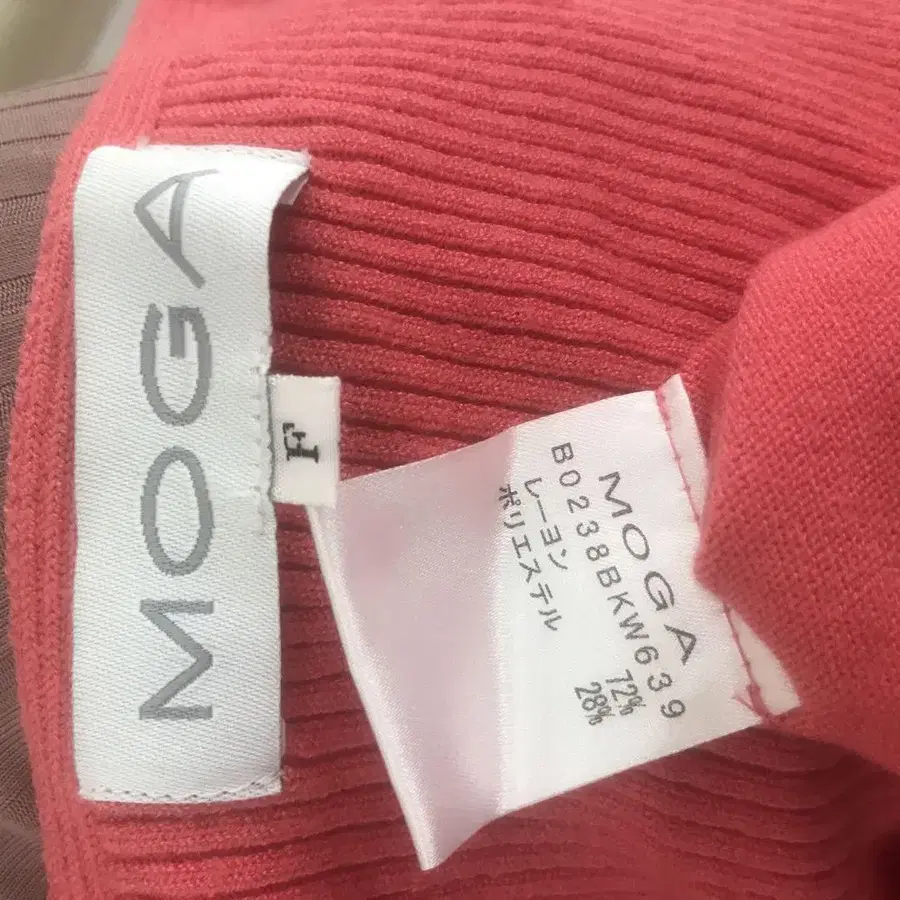 MOGA
F
MOGA
B0238BKW639
レーヨン 72%
ポリエステル 28%